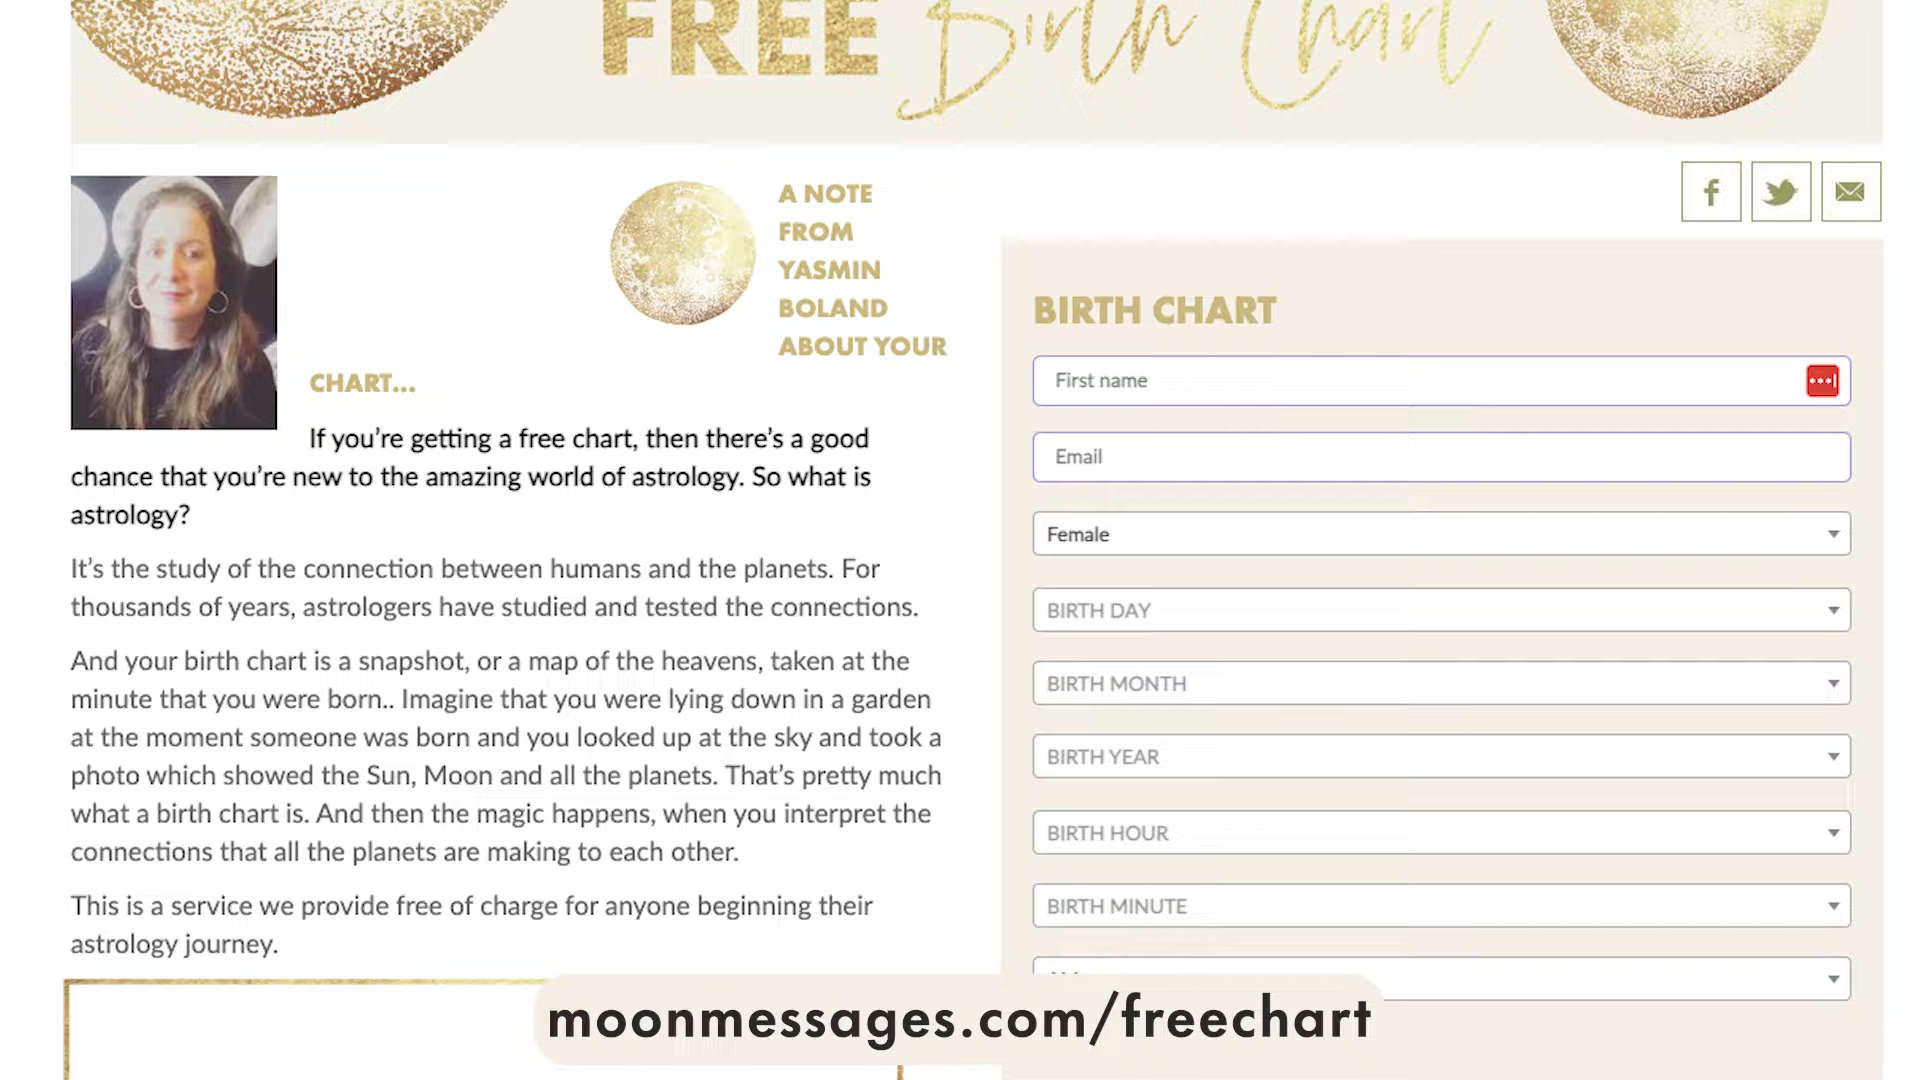 FREE Birth Chart
A NOTE
FROM
YASMIN
BOLAND
ABOUT YOUR
CHART...
If you're getting a free chart, then there's a good
chance that you're new to the amazing world of astrology. So what is
astrology?
It's the study of the connection between humans and the planets. For
thousands of years, astrologers have studied and tested the connections.
And your birth chart is a snapshot, or a map of the heavens, taken at the
minute that you were born.. Imagine that you were lying down in a garden
at the moment someone was born and you looked up at the sky and took a
photo which showed the Sun, Moon and all the planets. That's pretty much
what a birth chart is. And then the magic happens, when you interpret the
connections that all the planets are making to each other.
This is a service we provide free of charge for anyone beginning their
astrology journey.
BIRTH CHART
First name
Email
Female
BIRTH DAY
BIRTH MONTH
BIRTH YEAR
BIRTH HOUR
BIRTH MINUTE
moonmessages.com/freechart